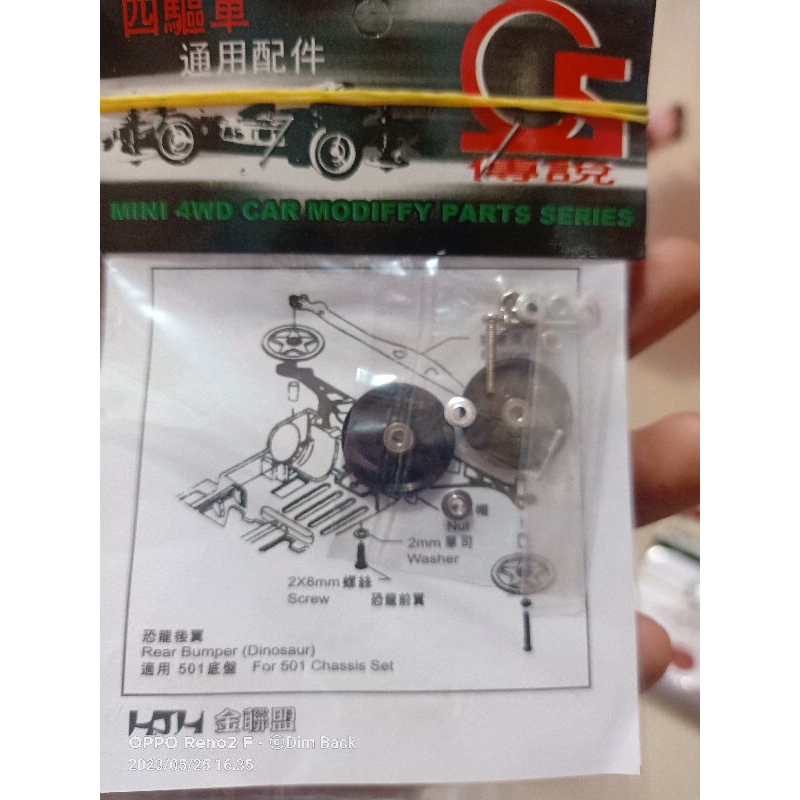 四驅車
通用配件
傳說
MINI 4WD CAR MODIFFY PARTS SERIES
帽
Nut
2mm 單司
Washer
2X8mm 螺絲
Screw
恐龍前翼
恐龍後翼
Rear Bumper (Dinosaur)
適用 501底盤 For 501 Chassis Set
HJH 金聯盟
OPPO Reno2 F · ©Dim Back
2023/05/25 16:35